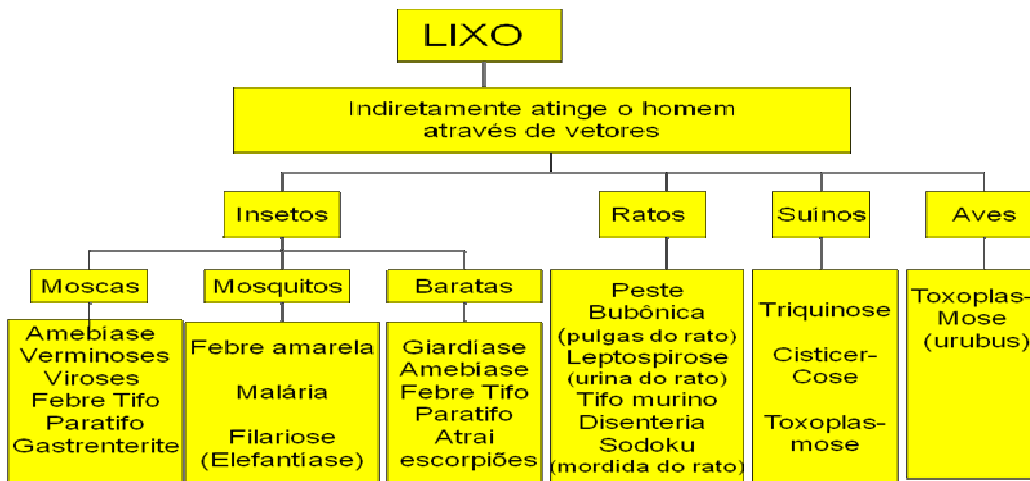 LIXO
Indiretamente atinge o homem
através de vetores
Insetos
Ratos
Suínos
Aves
Moscas
Mosquitos
Baratas
Amebíase
Verminoses
Viroses
Febre Tifo
Paratifo
Gastrenterite
Febre amarela
Malária
Filariose
(Elefantíase)
Giardíase
Amebíase
Febre Tifo
Paratifo
Atrai
escorpiões
Peste
Bubônica
(pulgas do rato)
Leptospirose
(urina do rato)
Tifo murino
Disenteria
Sodoku
(mordida do rato)
Triquinose
Cisticer-
Cose
Toxoplas-
mose
Toxoplas-
Mose
(urubus)